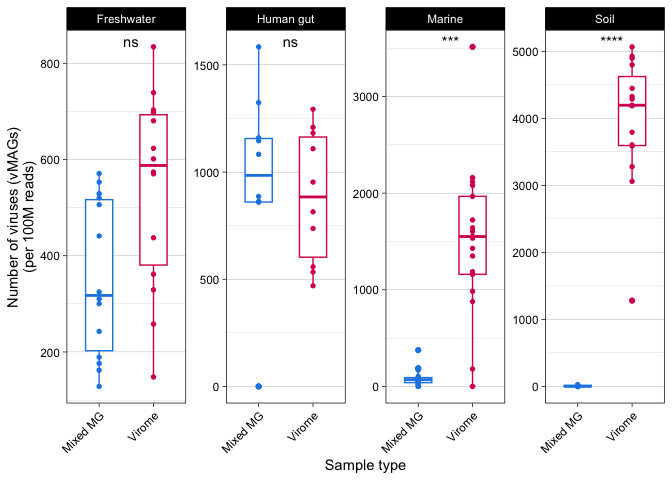 Freshwater
Human gut
Marine
Soil
ns
ns
***
****
Number of viruses (vMAGs)
(per 100M reads)
800
600
400
200
1500
1000
500
0
3000
2000
1000
0
5000
4000
3000
2000
1000
0
Mixed MG
Virome
Mixed MG
Virome
Mixed MG
Virome
Mixed MG
Virome
Sample type